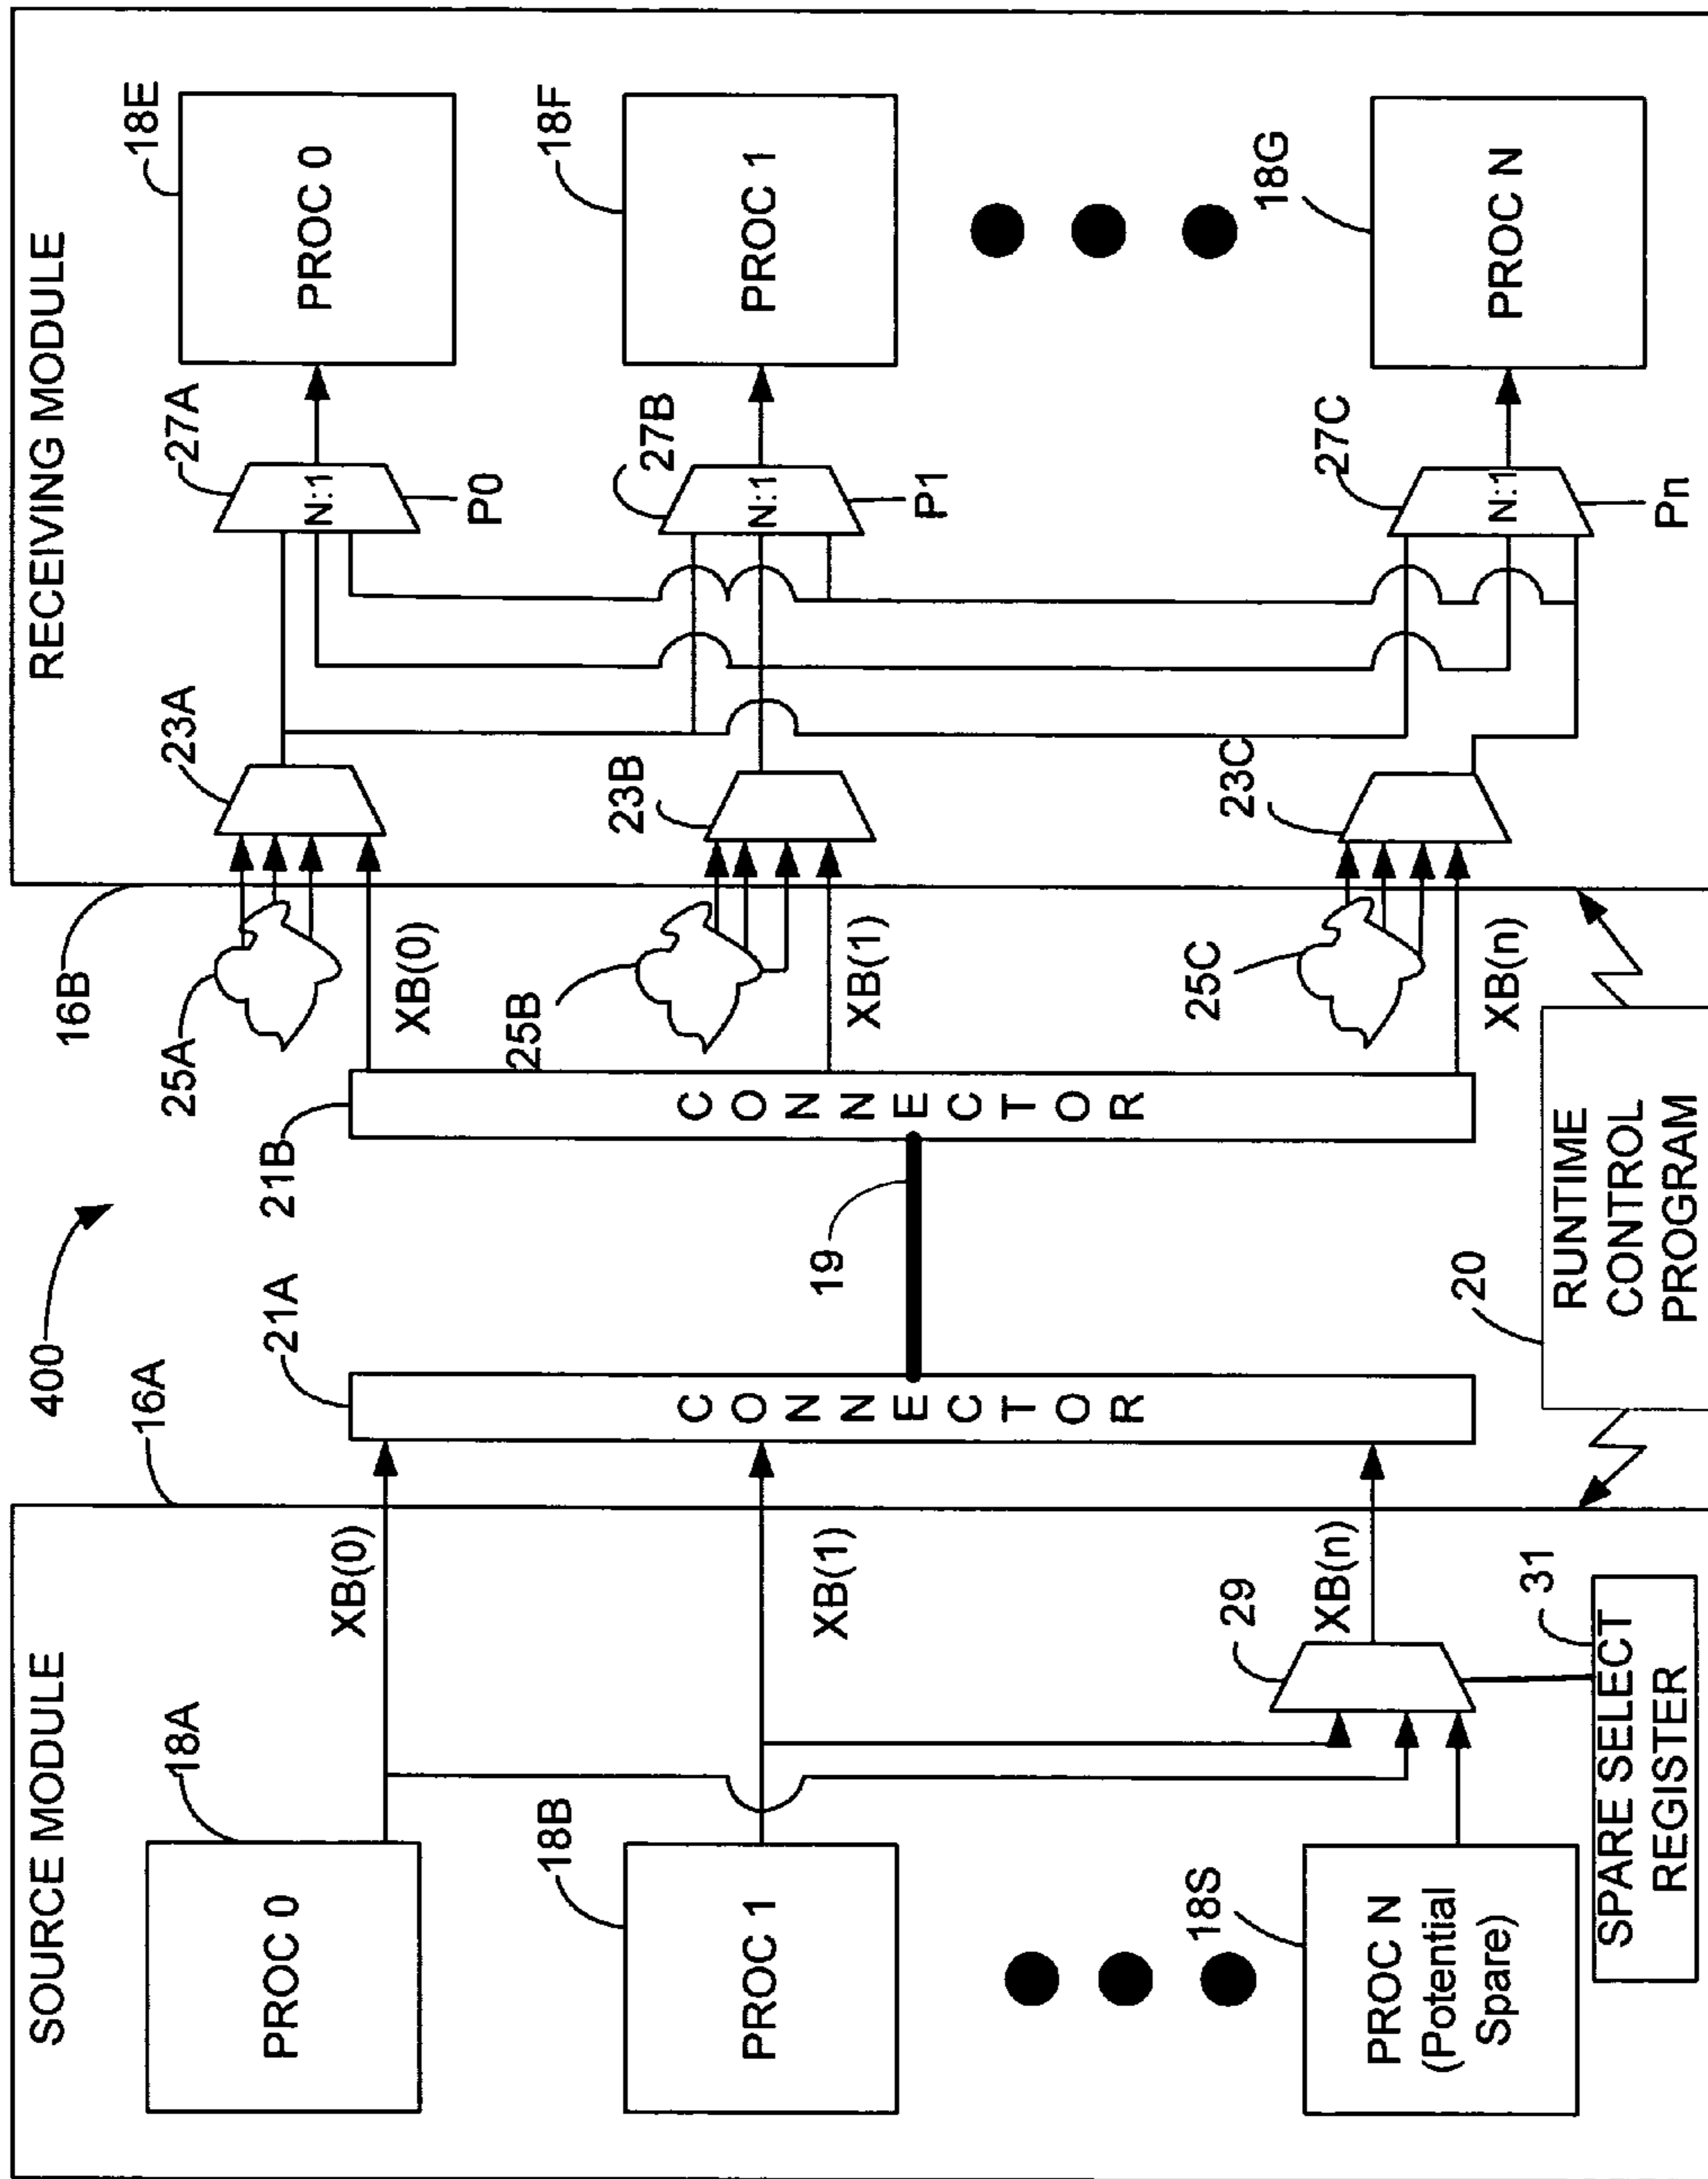 400
SOURCE MODULE
16A
PROC 0
18A
XB(0)
PROC 1
18B
XB(1)
18S
PROC N
(Potential
Spare)
29
XB(n)
31
SPARE SELECT
REGISTER
21A
CONNECTOR
19
21B
CONNECTOR
20
RUNTIME
CONTROL
PROGRAM
RECEIVING MODULE
16B
25A
XB(0)
23A
27A
N:1
P0
18E
PROC 0
25B
XB(1)
23B
27B
N:1
P1
18F
PROC 1
25C
XB(n)
23C
27C
N:1
Pn
18G
PROC N